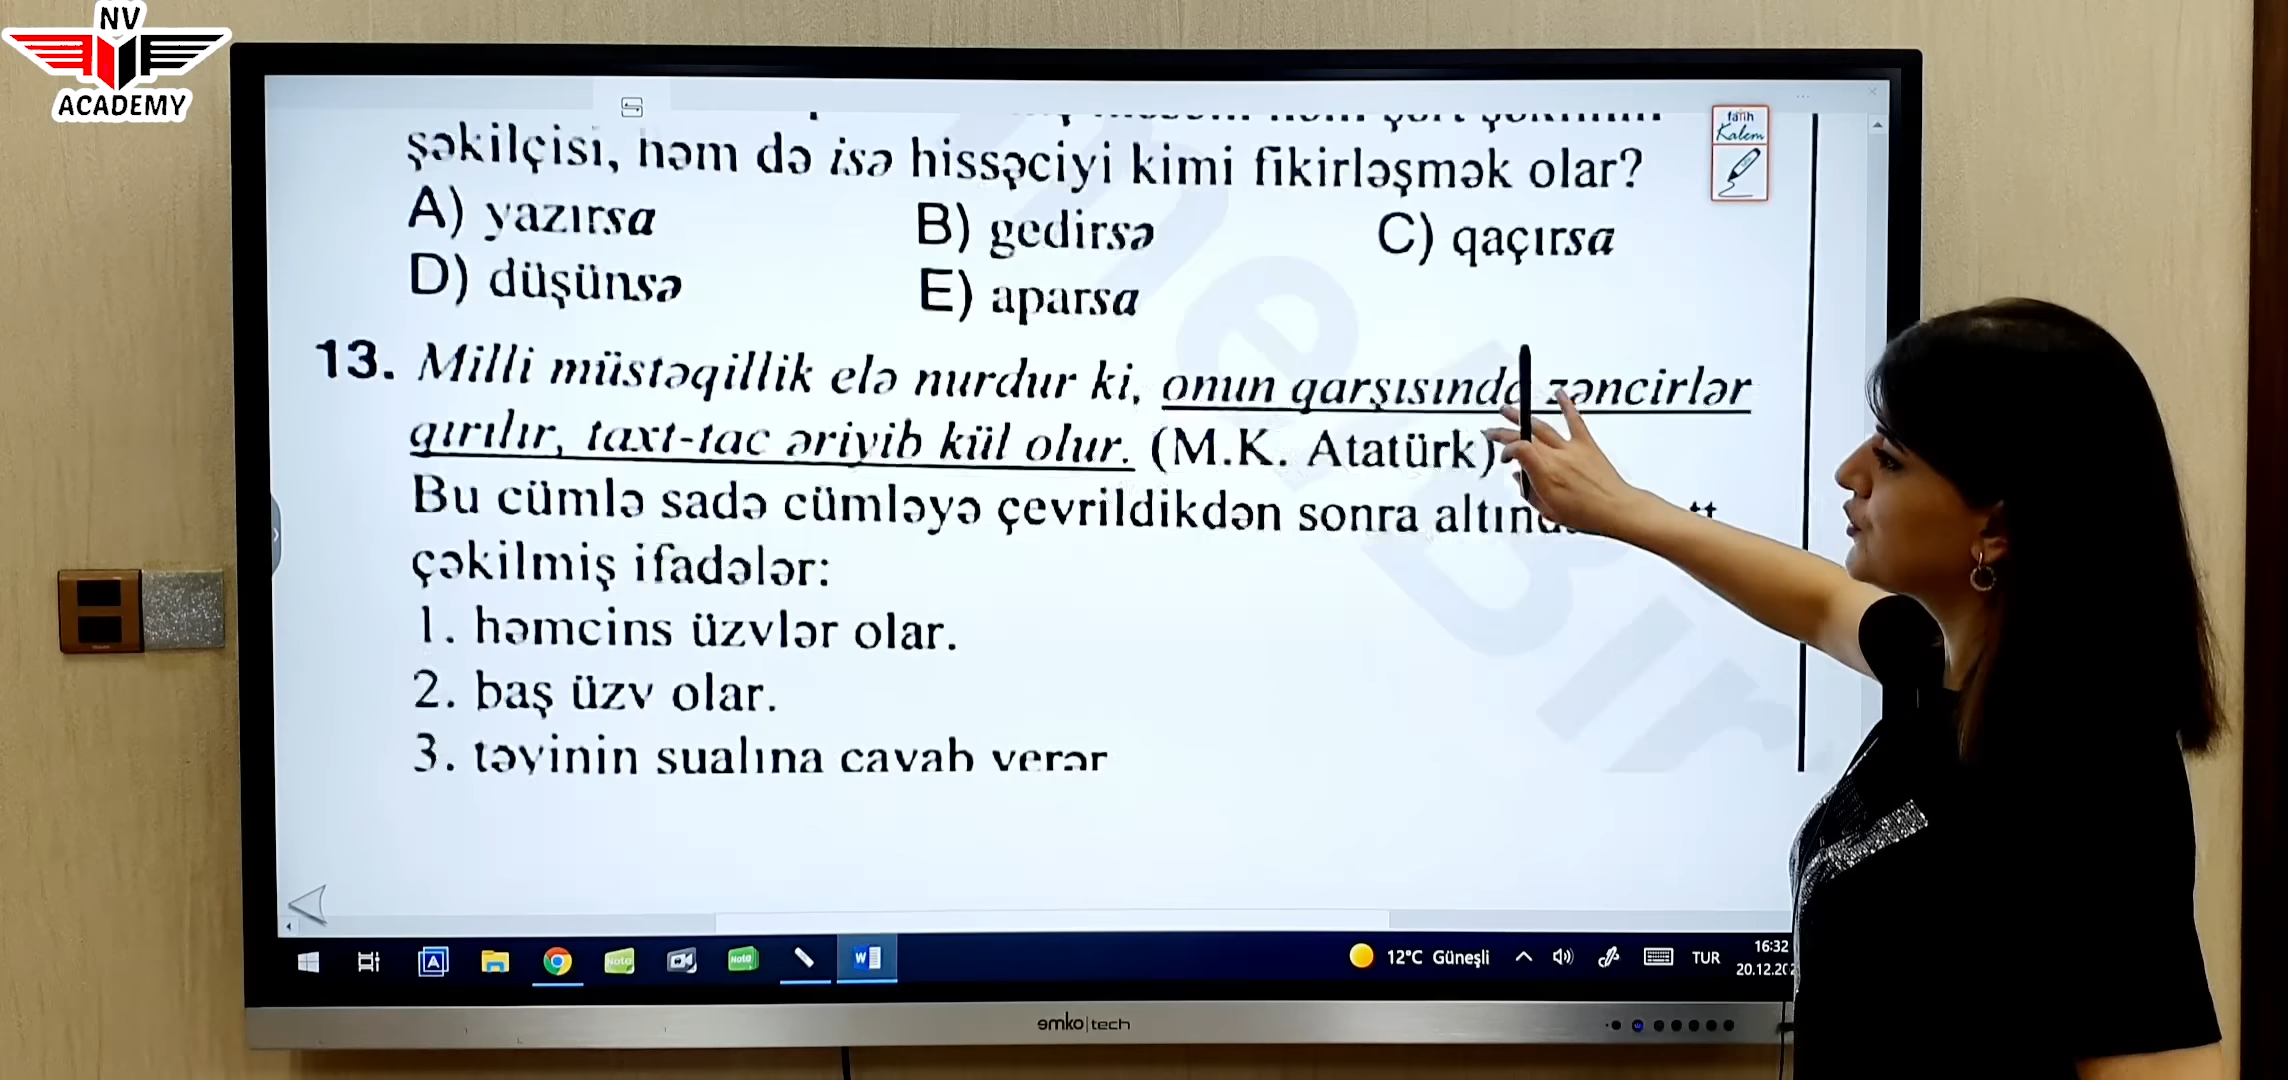 NV
ACADEMY
şəkilçisi, həm də isə hissəciyi kimi fikirləşmək olar?
A) yazırsa B) gedirsə C) qaçırsa
D) düşünsə E) aparsa
fatih
Kalem
13. Milli müstəqillik elə nurdur ki, onun qarşısında zəncirlər
qırılır, taxt-tac əriyib kül olur. (M.K. Atatürk)
Bu cümlə sadə cümləyə çevrildikdən sonra
çəkilmiş ifadələr:
1. həmcins üzvlər olar.
2. baş üzv olar.
3. təyinin sualına cavab verər
12°C Güneşli TUR 16:32
20.12.20
emko|tech